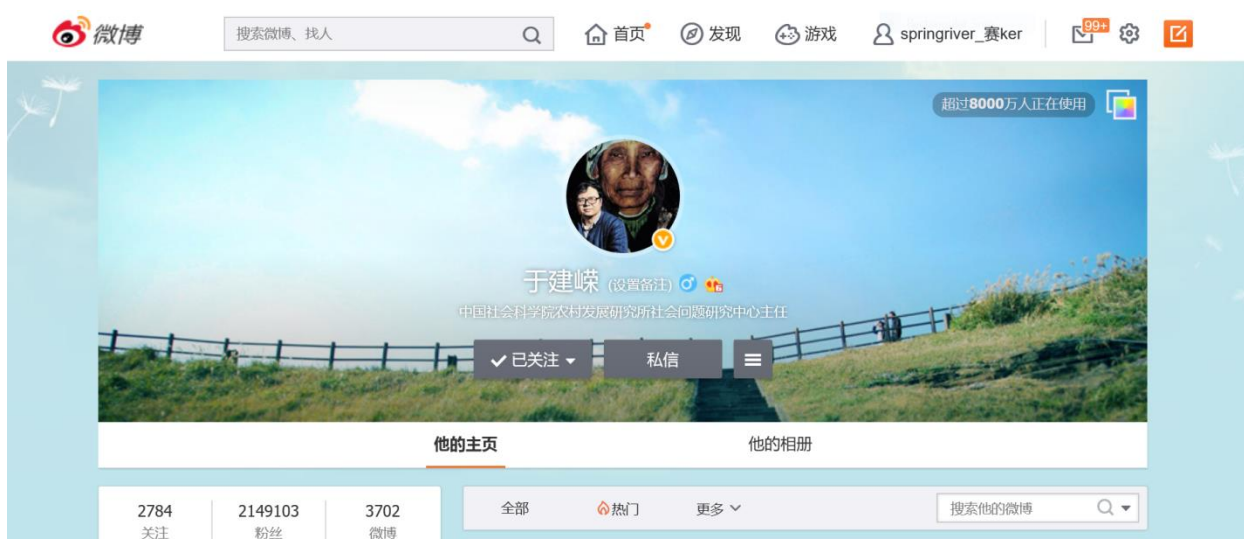 微博 搜索微博、找人 首页 发现 游戏 springriver_赛ker 99+
超过8000万人正在使用
V
于建嵘 (设置备注) 6
中国社会科学院农村发展研究所社会问题研究中心主任
已关注 私信
他的主页 他的相册
2784 2149103 3702 全部 热门 更多 搜索他的微博
关注 粉丝 微博